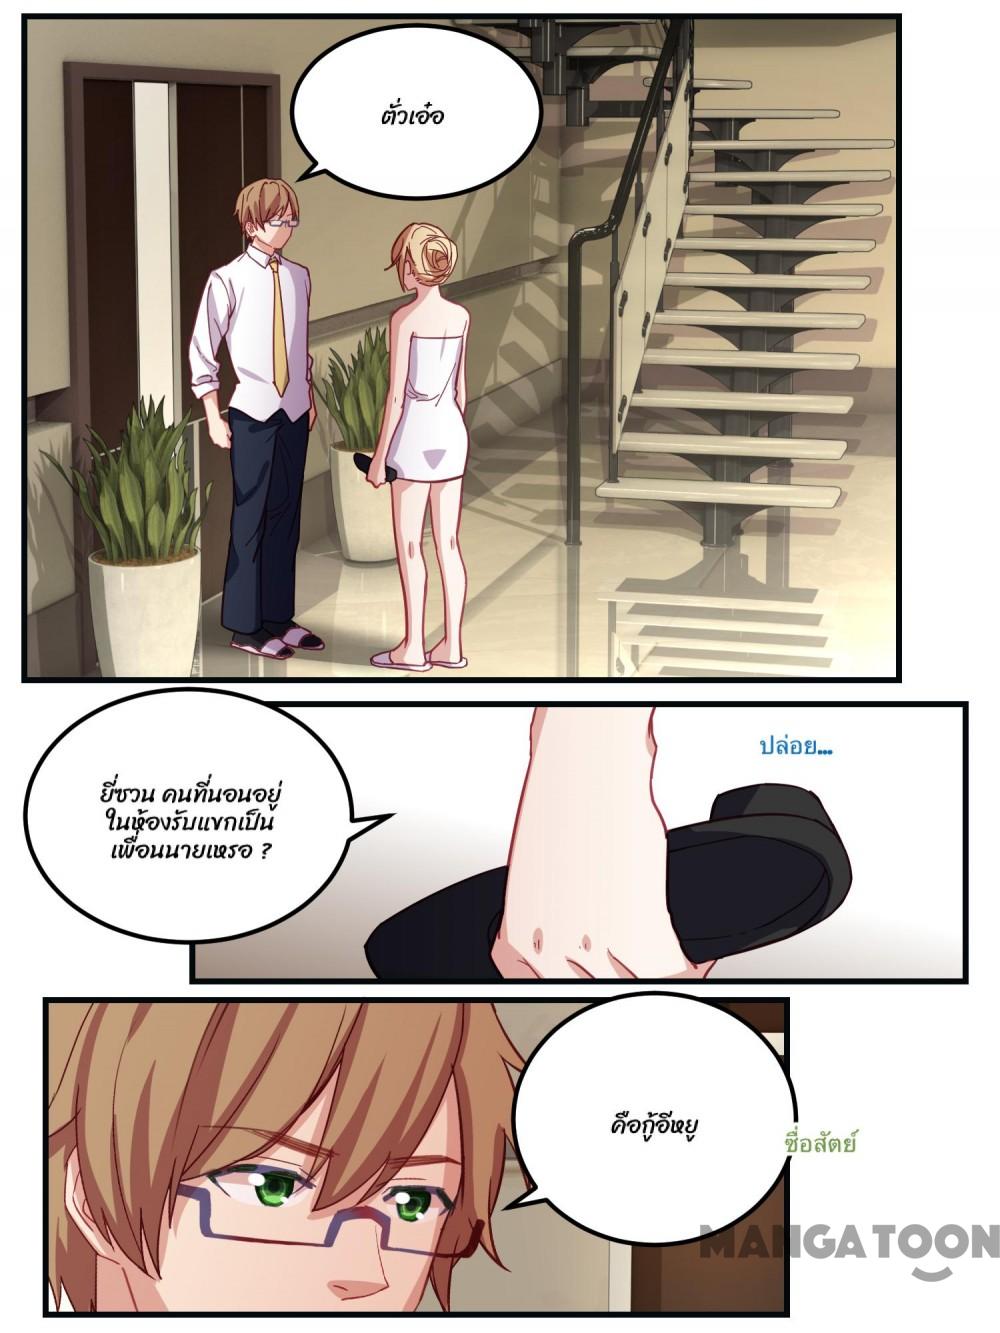 ตั่วเอ๋อ
ปล่อย...
ยี่ซวน คนที่นอนอยู่
ในห้องรับแขกเป็น
เพื่อนนายเหรอ ?
คือกู้อีหยู
ซื่อสัตย์
MANGATOON